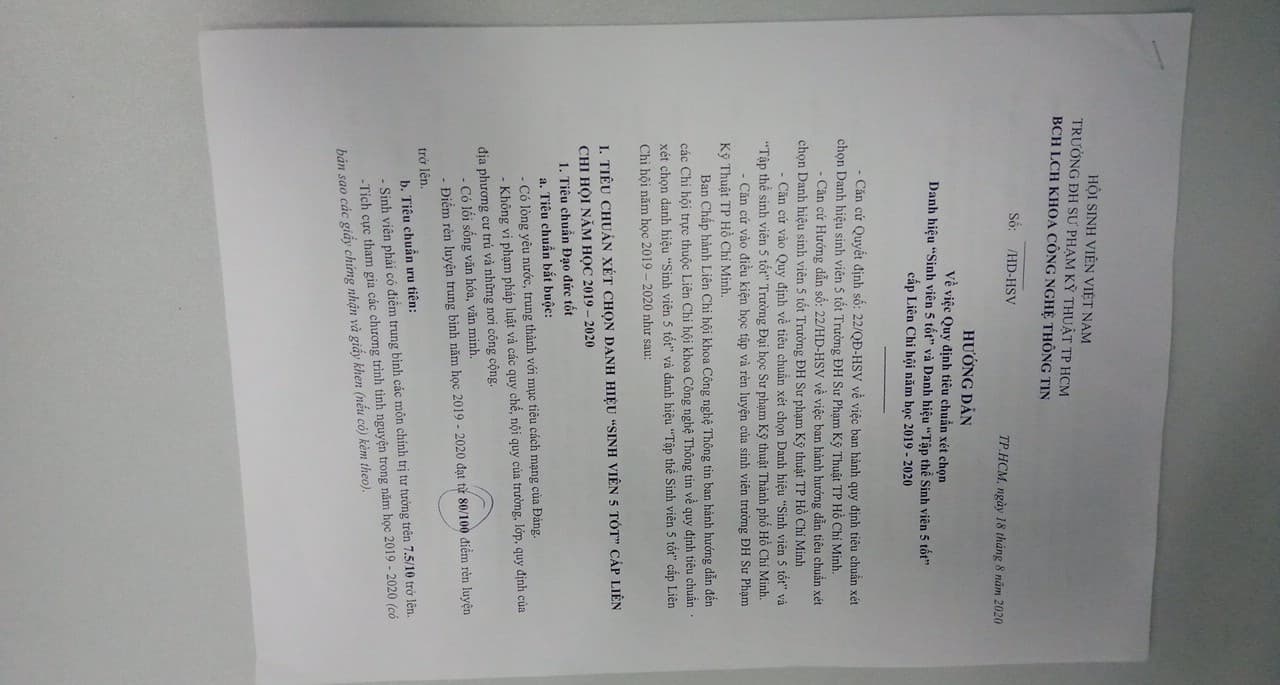 HỘI SINH VIÊN VIỆT NAM
TRƯỜNG ĐH SƯ PHẠM KỸ THUẬT TP HCM
BCH LCH KHOA CÔNG NGHỆ THÔNG TIN
Số: /HD-HSV
TP.HCM, ngày 18 tháng 8 năm 2020
HƯỚNG DẪN
Về việc Quy định tiêu chuẩn xét chọn
Danh hiệu “Sinh viên 5 tốt” và Danh hiệu “Tập thể Sinh viên 5 tốt”
cấp Liên Chi hội năm học 2019 - 2020
- Căn cứ Quyết định số: 22/QĐ-HSV về việc ban hành quy định tiêu chuẩn xét
chọn Danh hiệu sinh viên 5 tốt Trường ĐH Sư Phạm Kỹ Thuật TP Hồ Chí Minh.
- Căn cứ Hướng dẫn số: 22/HD-HSV về việc ban hành hướng dẫn tiêu chuẩn xét
chọn Danh hiệu sinh viên 5 tốt Trường ĐH Sư phạm Kỹ thuật TP Hồ Chí Minh
- Căn cứ vào Quy định về tiêu chuẩn xét chọn Danh hiệu “Sinh viên 5 tốt” và
“Tập thể sinh viên 5 tốt” Trường Đại học Sư phạm Kỹ thuật Thành phố Hồ Chí Minh.
- Căn cứ vào điều kiện học tập và rèn luyện của sinh viên trường ĐH Sư Phạm
Kỹ Thuật TP Hồ Chí Minh.
Ban Chấp hành Liên Chi hội khoa Công nghệ Thông tin ban hành hướng dẫn đến
các Chi hội trực thuộc Liên Chi hội khoa Công nghệ Thông tin về quy định tiêu chuẩn
xét chọn danh hiệu “Sinh viên 5 tốt” và danh hiệu “Tập thể Sinh viên 5 tốt” cấp Liên
Chi hội năm học 2019 – 2020 như sau:
I. TIÊU CHUẨN XÉT CHỌN DANH HIỆU “SINH VIÊN 5 TỐT” CẤP LIÊN
CHI HỘI NĂM HỌC 2019 – 2020
1. Tiêu chuẩn Đạo đức tốt
a. Tiêu chuẩn bắt buộc:
- Có lòng yêu nước, trung thành với mục tiêu cách mạng của Đảng.
- Không vi phạm pháp luật và các quy chế, nội quy của trường, lớp, quy định của
địa phương cư trú và những nơi công cộng.
- Có lối sống văn hóa, văn minh.
- Điểm rèn luyện trung bình năm học 2019 - 2020 đạt từ 80/100 điểm rèn luyện
trở lên.
b. Tiêu chuẩn ưu tiên:
- Sinh viên phải có điểm trung bình các môn chính trị tư tưởng trên 7.5/10 trở lên.
-Tích cực tham gia các chương trình tình nguyện trong năm học 2019 - 2020 (có
bản sao các giấy chứng nhận và giấy khen (nếu có) kèm theo).